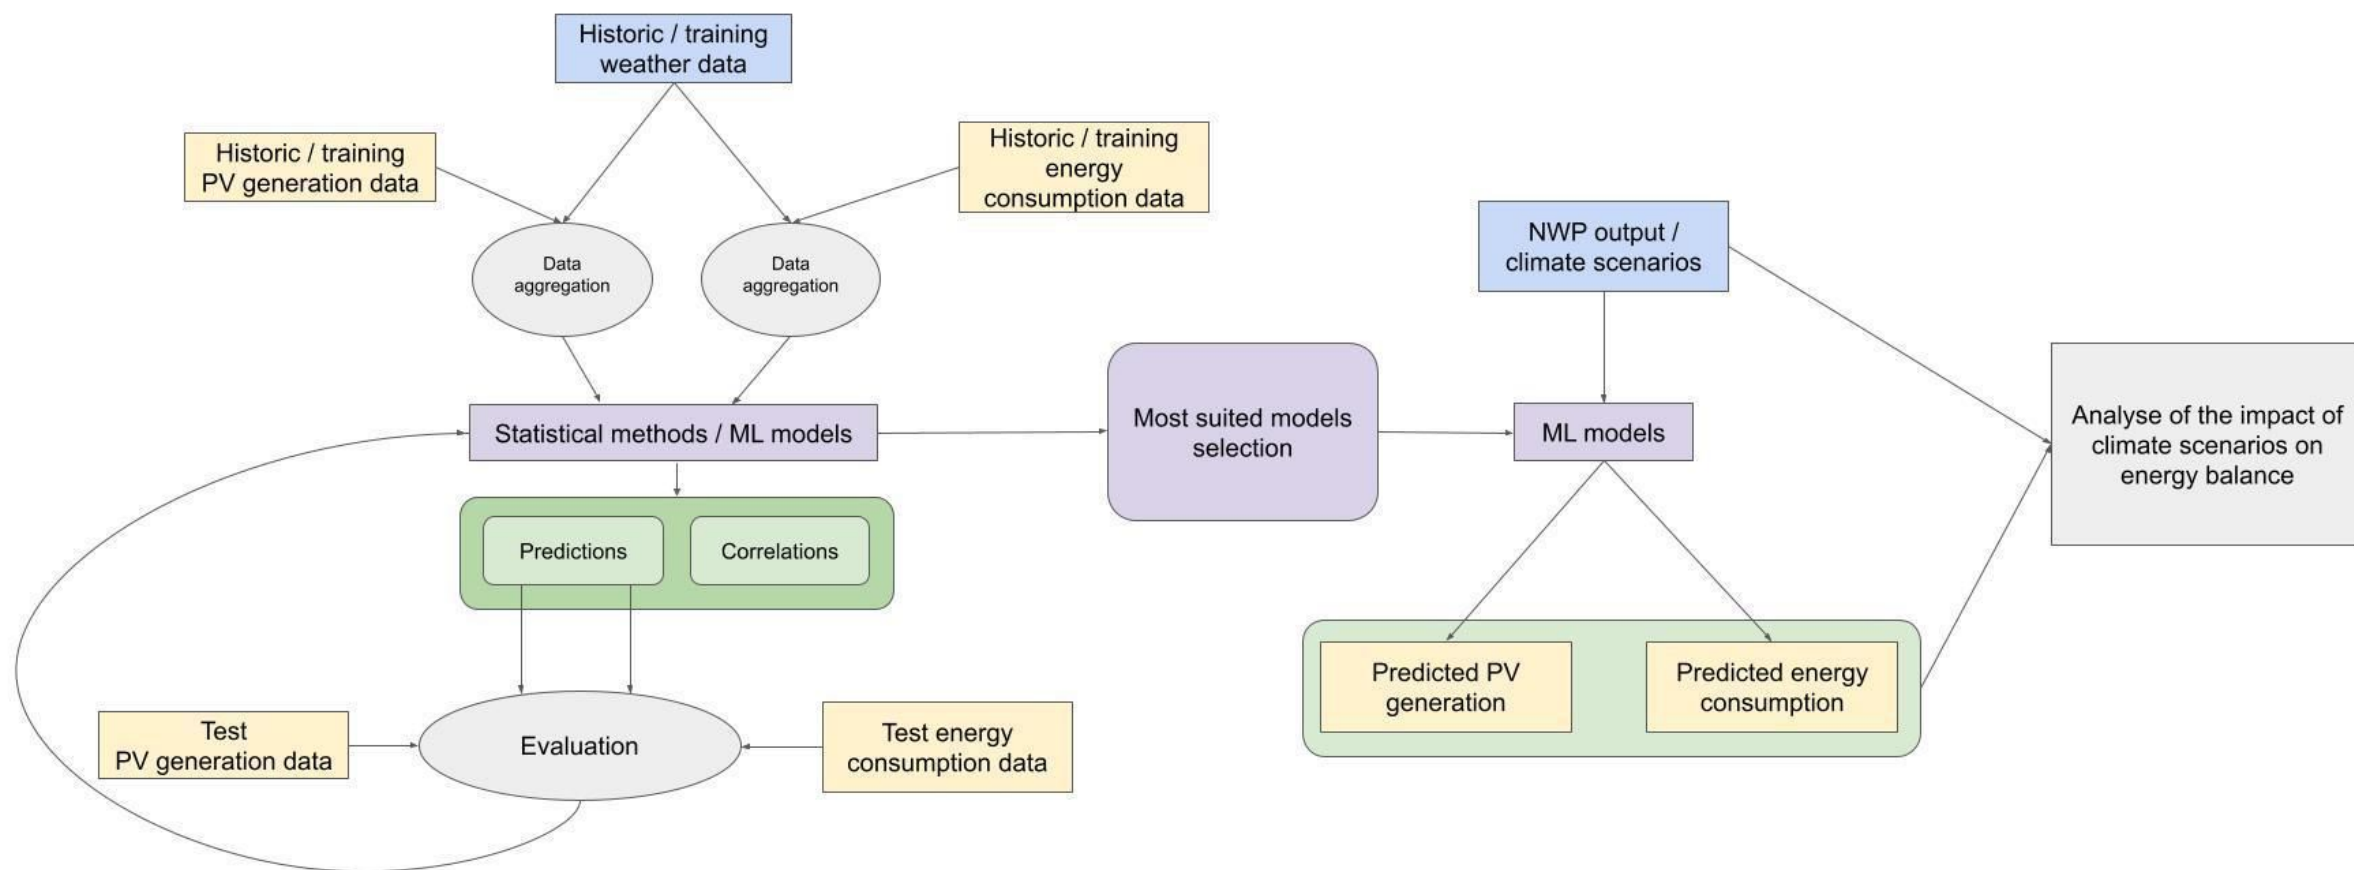 Historic / training
weather data
Historic / training
PV generation data
Historic / training
energy
consumption data
Data
aggregation
Data
aggregation
NWP output /
climate scenarios
Statistical methods / ML models
Most suited models
selection
ML models
Analyse of the impact of
climate scenarios on
energy balance
Predictions
Correlations
Predicted PV
generation
Predicted energy
consumption
Test
PV generation data
Evaluation
Test energy
consumption data